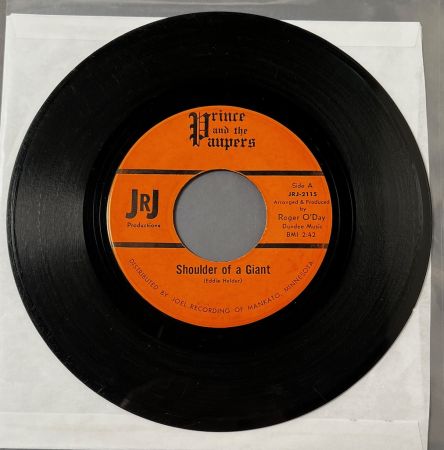 Prince
and the
Paupers
Side A
JRJ-2115
Arranged & Produced
by
Roger O'Day
Dundee Music
BMI 2:42
JRJ
Productions
Shoulder of a Giant
(Eddie Holder)
DISTRIBUTED BY JOEL RECORDING OF MANKATO, MINNESOTA